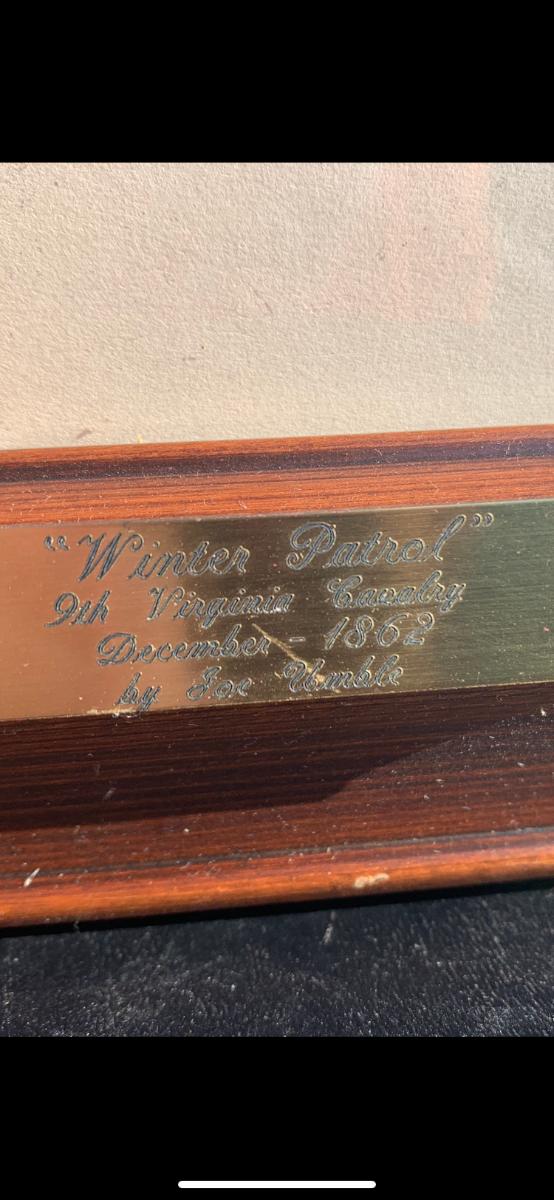 "Winter Patrol"
9th Virginia Cavalry
December - 1862
by Joe Umble